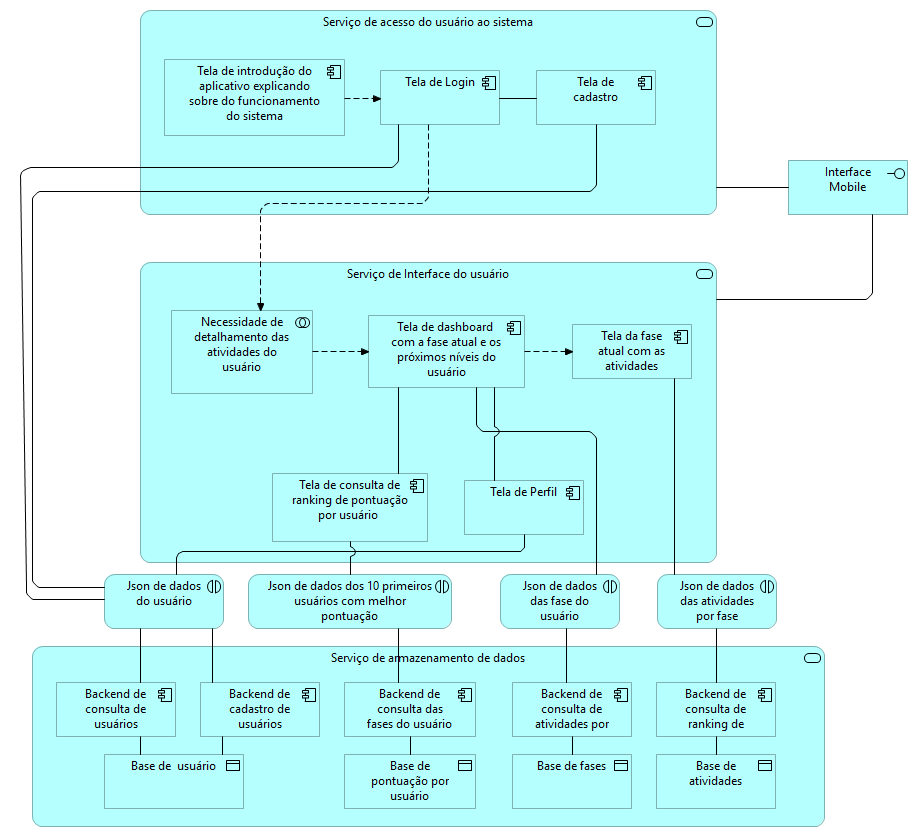 Serviço de acesso do usuário ao sistema
Tela de introdução do
aplicativo explicando
sobre do funcionamento
do sistema
Tela de Login
Tela de
cadastro
Interface
Mobile
Serviço de Interface do usuário
Necessidade de
detalhamento das
atividades do
usuário
Tela de dashboard
com a fase atual e os
próximos níveis do
usuário
Tela da fase
atual com as
atividades
Tela de consulta de
ranking de pontuação
por usuário
Tela de Perfil
Json de dados
do usuário
Json de dados dos 10 primeiros
usuários com melhor
pontuação
Json de dados
das fase do
usuário
Json de dados
das atividades
por fase
Serviço de armazenamento de dados
Backend de
consulta de
usuários
Backend de
cadastro de
usuários
Backend de
consulta das
fases do usuário
Backend de
consulta de
atividades por
Backend de
consulta de
ranking de
Base de usuário
Base de
pontuação por
usuário
Base de fases
Base de
atividades